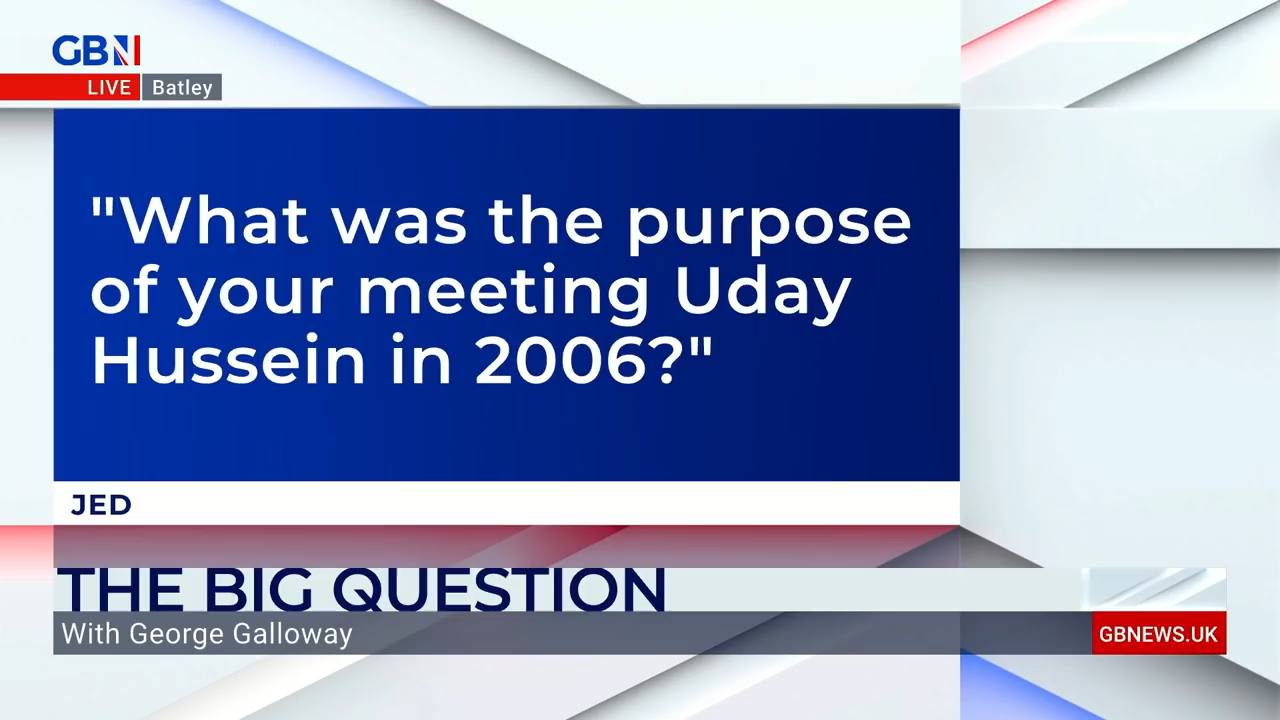 GBN
LIVE Batley
"What was the purpose
of your meeting Uday
Hussein in 2006?"
JED
THE BIG QUESTION
With George Galloway
GBNEWS.UK